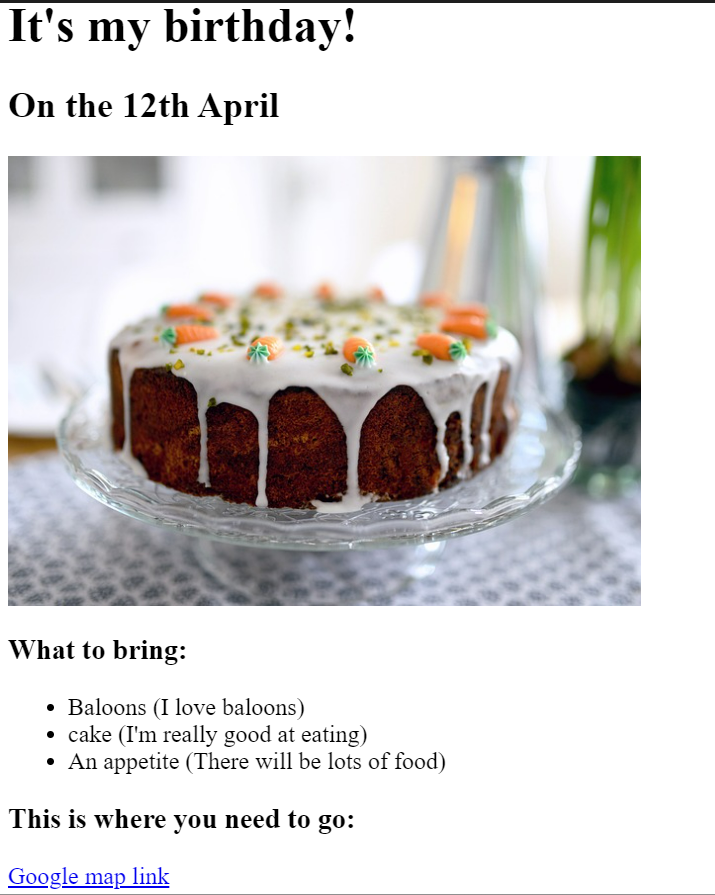 It's my birthday!
On the 12th April
What to bring:
Baloons (I love baloons)
cake (I'm really good at eating)
An appetite (There will be lots of food)
This is where you need to go:
Google map link